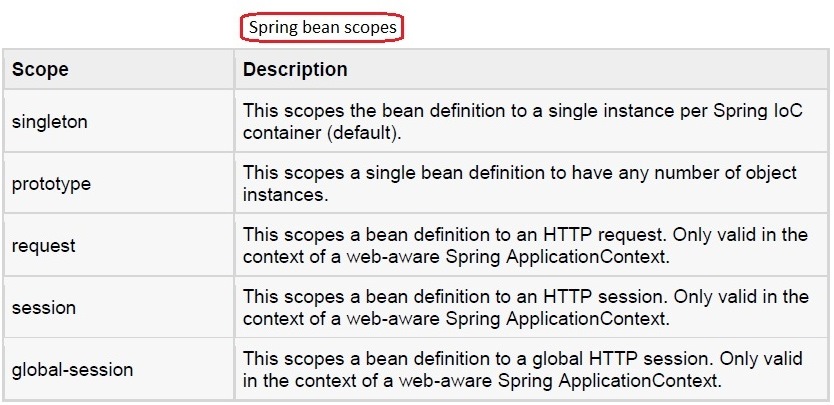 Spring bean scopes
Scope Description
singleton
This scopes the bean definition to a single instance per Spring IoC
container (default).
prototype
This scopes a single bean definition to have any number of object
instances.
request
This scopes a bean definition to an HTTP request. Only valid in the
context of a web-aware Spring ApplicationContext.
session
This scopes a bean definition to an HTTP session. Only valid in the
context of a web-aware Spring ApplicationContext.
global-session
This scopes a bean definition to a global HTTP session. Only valid
in the context of a web-aware Spring ApplicationContext.